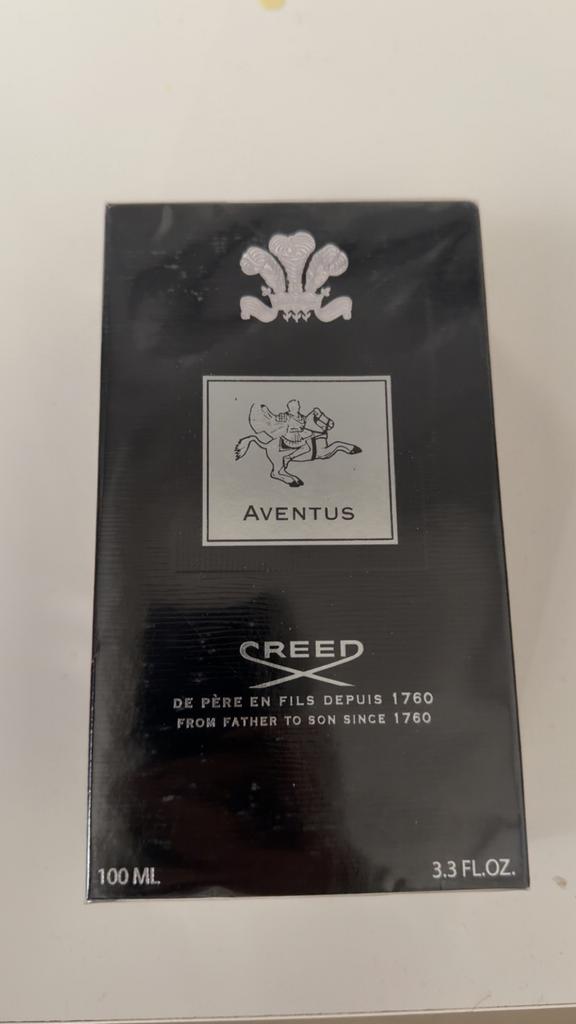 AVENTUS
CREED
DE PÈRE EN FILS DEPUIS 1760
FROM FATHER TO SON SINCE 1760
100 ML
3.3 FL.OZ.